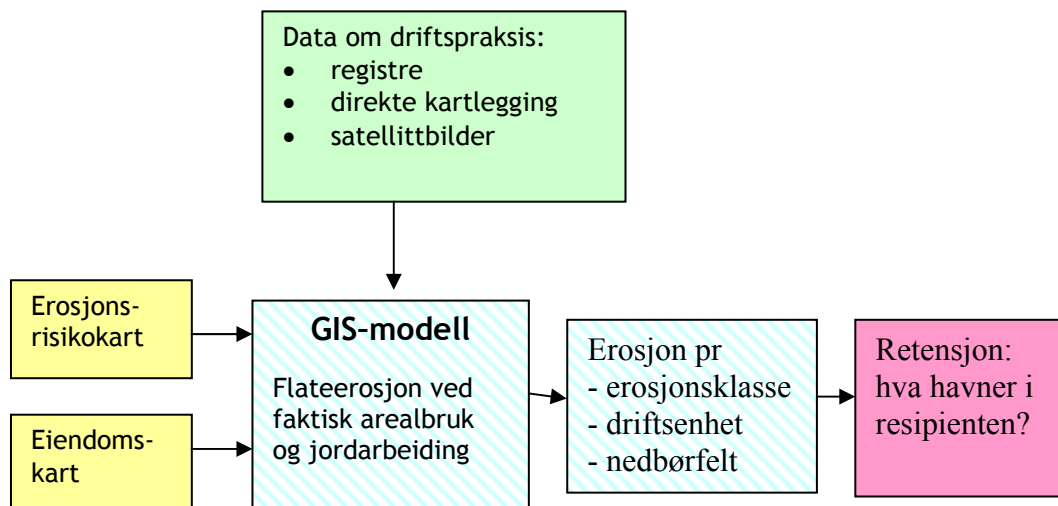 Data om driftspraksis:
• registre
• direkte kartlegging
• satellittbilder
Erosjons-
risikokart
Eiendoms-
kart
GIS-modell
Flateerosjon ved
faktisk arealbruk
og jordarbeiding
Erosjon pr
- erosjonsklasse
- driftsenhet
- nedbørfelt
Retensjon:
hva havner i
resipienten?